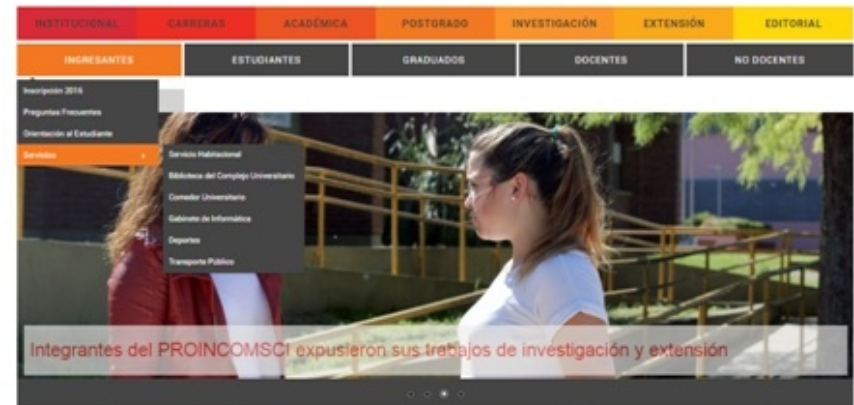 INSTITUCIONAL CARRERAS ACADÉMICA POSTGRADO INVESTIGACIÓN EXTENSIÓN EDITORIAL
INGRESANTES ESTUDIANTES GRADUADOS DOCENTES NO DOCENTES
Inscripción 2016
Preguntas Frecuentes
Orientación al Estudiante
Servicios >
Servicio Habitacional
Biblioteca del Complejo Universitario
Comedor Universitario
Gabinete de Informática
Deportes
Transporte Público
Integrantes del PROINCOMSCI expusieron sus trabajos de investigación y extensión